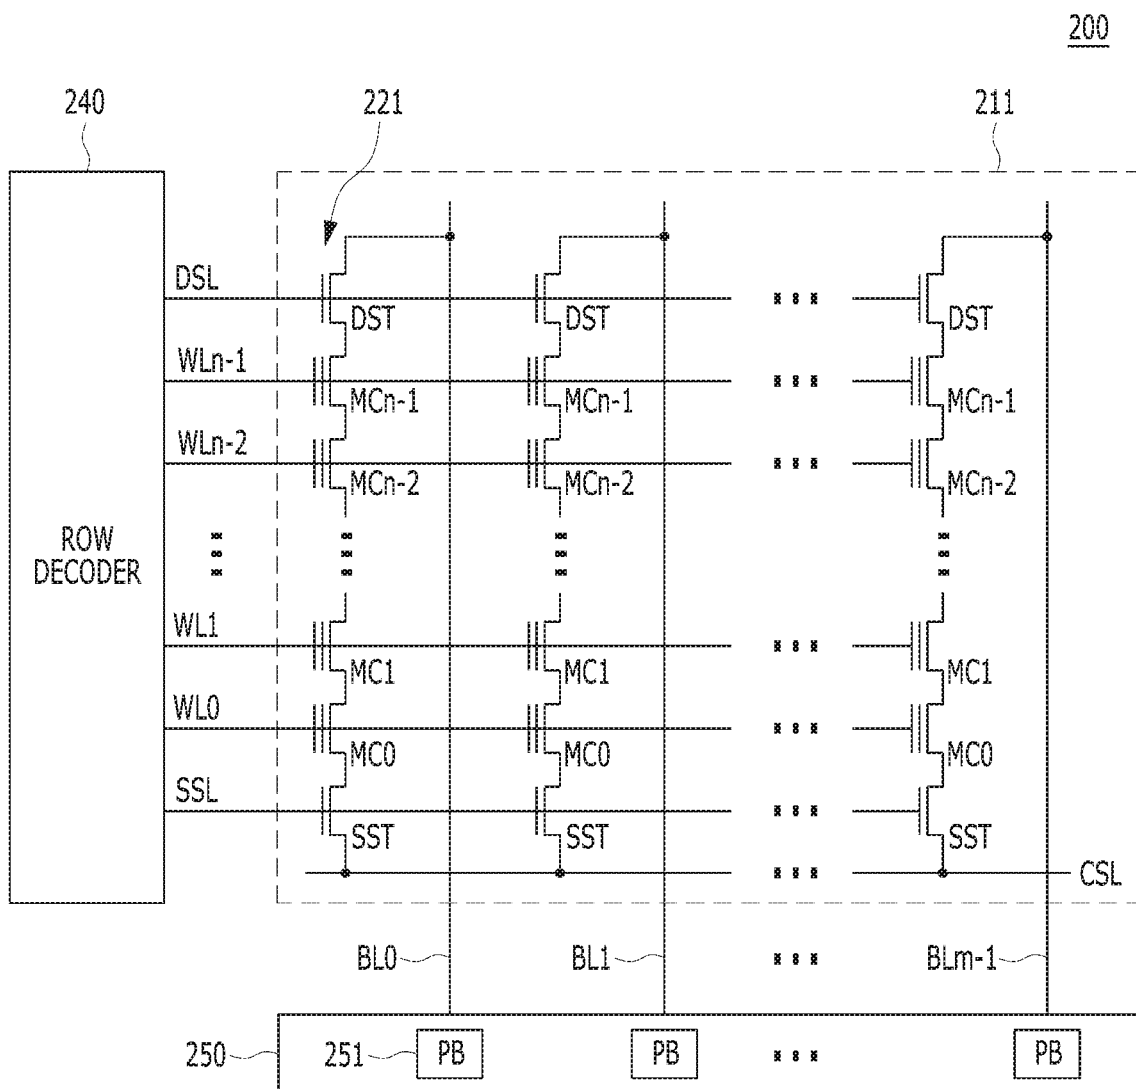 200
240 221 211
DSL
DST DST DST
WLn-1
MCn-1 MCn-1 MCn-1
WLn-2
MCn-2 MCn-2 MCn-2
ROW
DECODER
WL1
MC1 MC1 MC1
WL0
MC0 MC0 MC0
SSL
SST SST SST
CSL
BL0 BL1 BLm-1
250 251 PB PB PB